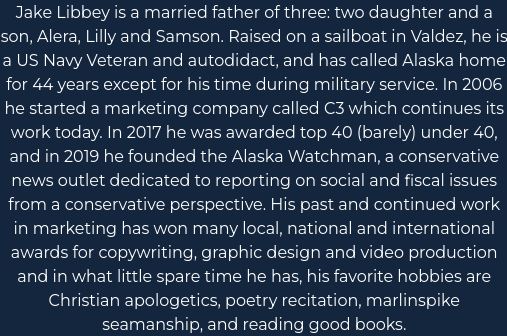 Jake Libbey is a married father of three: two daughter and a
son, Alera, Lilly and Samson. Raised on a sailboat in Valdez, he is
a US Navy Veteran and autodidact, and has called Alaska home
for 44 years except for his time during military service. In 2006
he started a marketing company called C3 which continues its
work today. In 2017 he was awarded top 40 (barely) under 40,
and in 2019 he founded the Alaska Watchman, a conservative
news outlet dedicated to reporting on social and fiscal issues
from a conservative perspective. His past and continued work
in marketing has won many local, national and international
awards for copywriting, graphic design and video production
and in what little spare time he has, his favorite hobbies are
Christian apologetics, poetry recitation, marlinspike
seamanship, and reading good books.